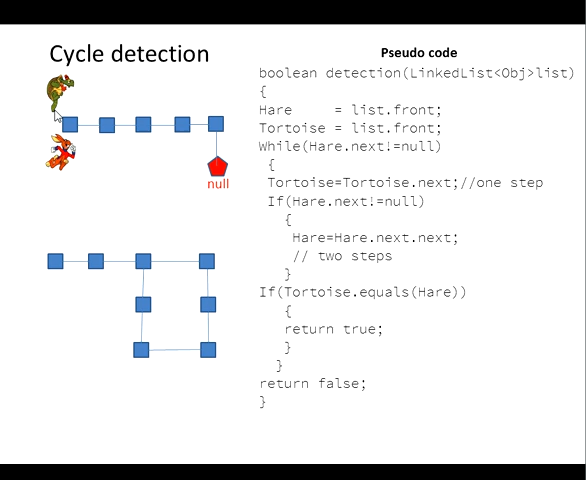 Cycle detection
null
Pseudo code
boolean detection(LinkedList<Obj>list)
{
Hare = list.front;
Tortoise = list.front;
While(Hare.next!=null)
{
Tortoise=Tortoise.next;//one step
If(Hare.next!=null)
{
Hare=Hare.next.next;
// two steps
}
If(Tortoise.equals(Hare))
{
return true;
}
}
return false;
}